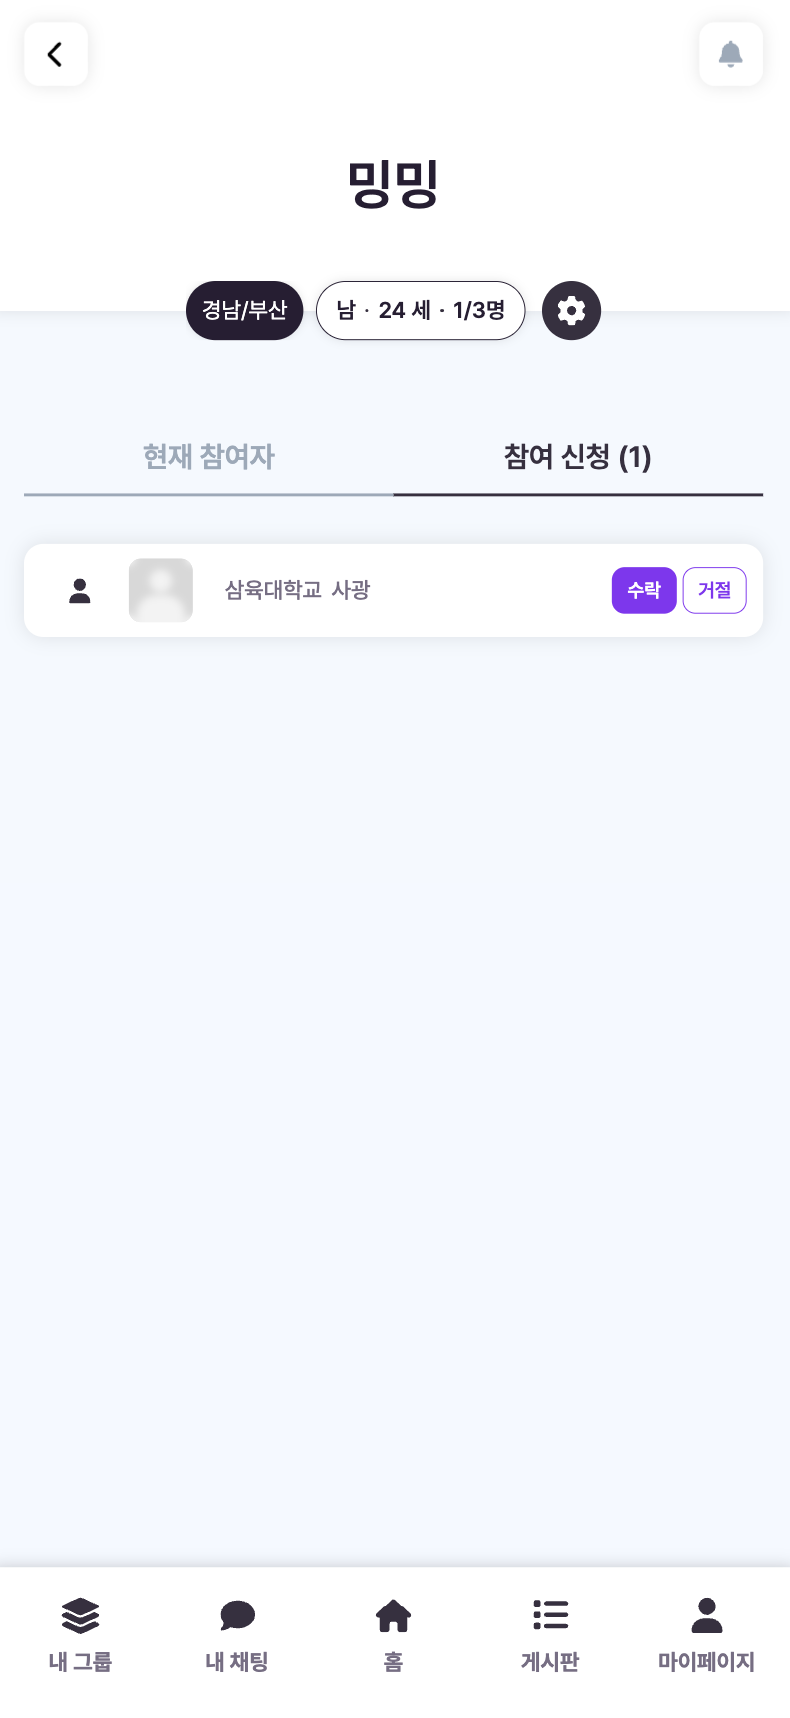 밍밍
경남/부산
남 · 24 세 · 1/3명
현재 참여자
참여 신청 (1)
삼육대학교 사광
수락
거절
내 그룹
내 채팅
홈
게시판
마이페이지